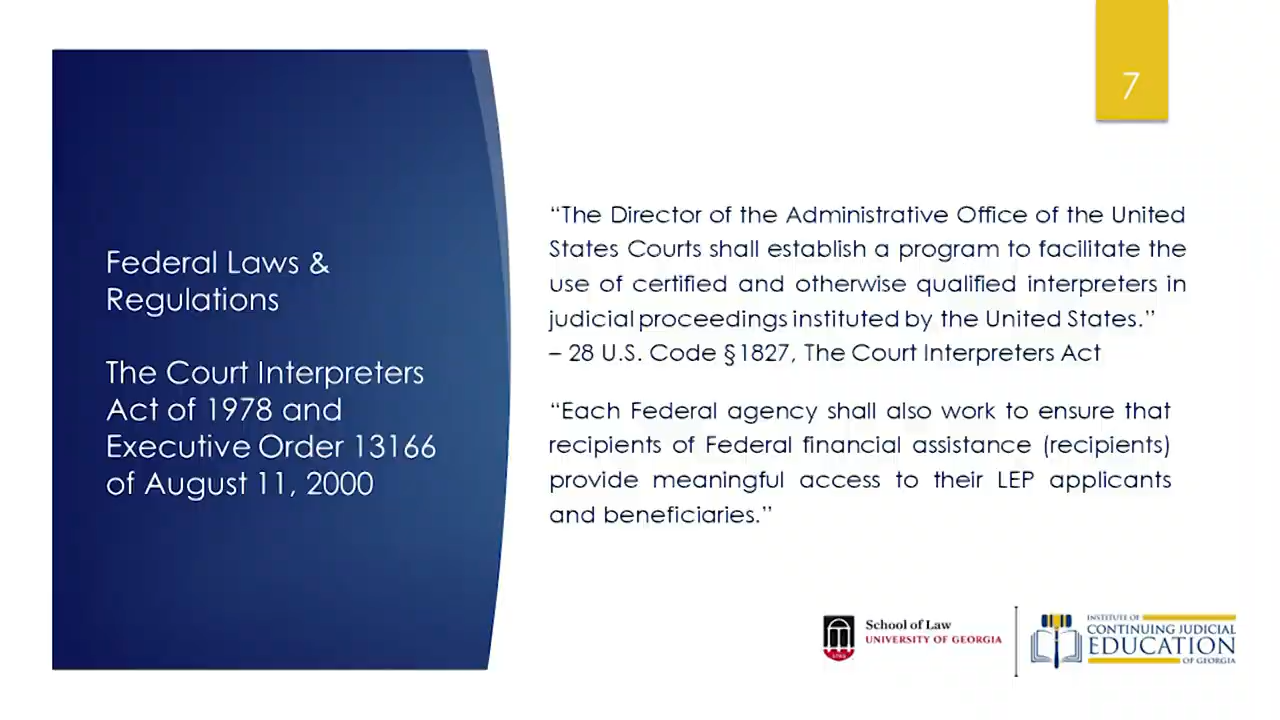 7
Federal Laws &
Regulations
The Court Interpreters
Act of 1978 and
Executive Order 13166
of August 11, 2000
“The Director of the Administrative Office of the United
States Courts shall establish a program to facilitate the
use of certified and otherwise qualified interpreters in
judicial proceedings instituted by the United States.”
– 28 U.S. Code §1827, The Court Interpreters Act
“Each Federal agency shall also work to ensure that
recipients of Federal financial assistance (recipients)
provide meaningful access to their LEP applicants
and beneficiaries.”
School of Law
UNIVERSITY OF GEORGIA
INSTITUTE OF
CONTINUING JUDICIAL
EDUCATION
OF GEORGIA